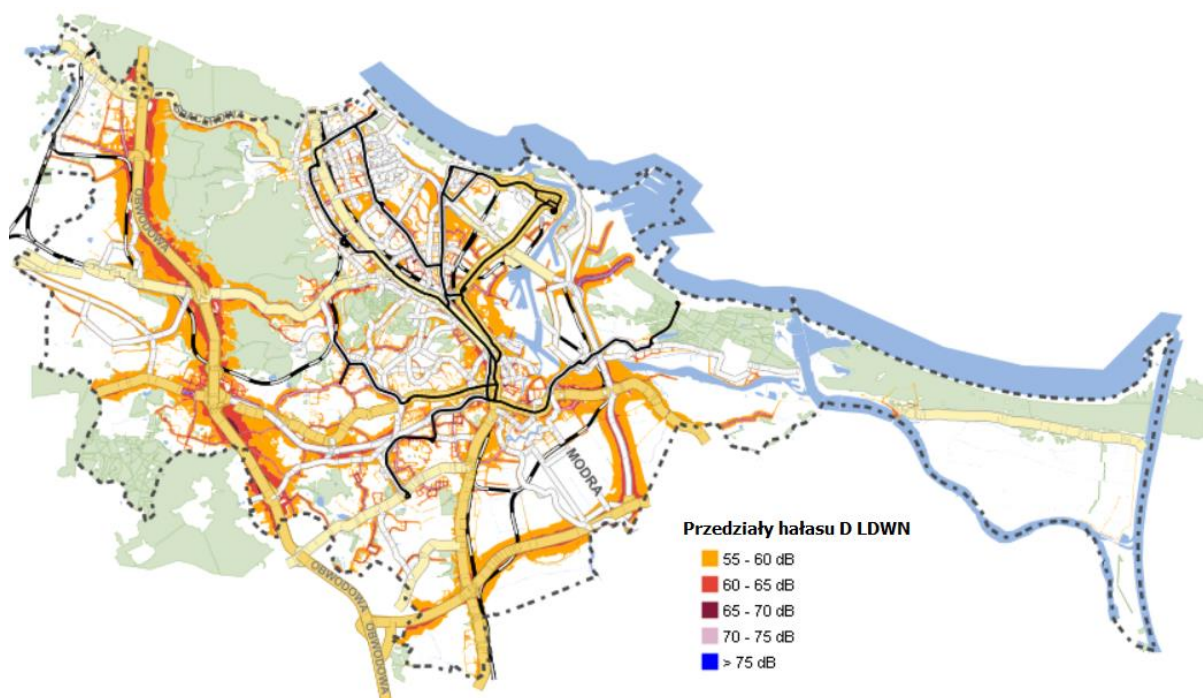 SPACEROWA
OBWODOWA
MODRA
OBWODOWA
OBWODOWA
Przedziały hałasu D LDWN
55 - 60 dB
60 - 65 dB
65 - 70 dB
70 - 75 dB
> 75 dB